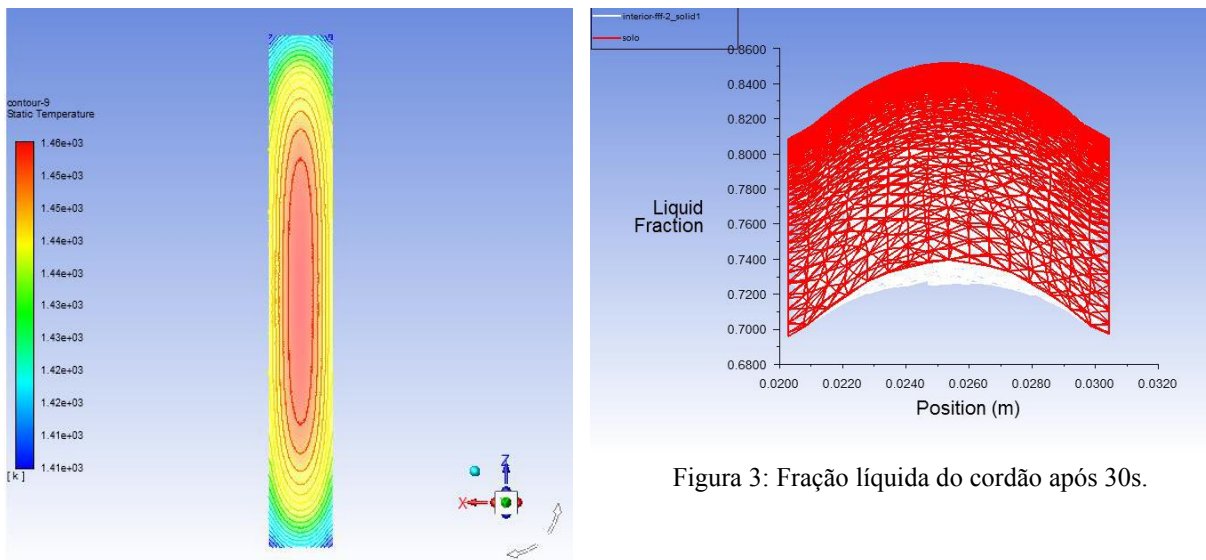 contour-9
Static Temperature
1.46e+03
1.45e+03
1.45e+03
1.44e+03
1.44e+03
1.43e+03
1.43e+03
1.42e+03
1.42e+03
1.41e+03
1.41e+03
[ k ]
Z
X
interior-fff-2_solid1
solo
0.8600
0.8400
0.8200
0.8000
0.7800
0.7600
0.7400
0.7200
0.7000
0.6800
Liquid
Fraction
0.0200 0.0220 0.0240 0.0260 0.0280 0.0300 0.0320
Position (m)
Figura 3: Fração líquida do cordão após 30s.